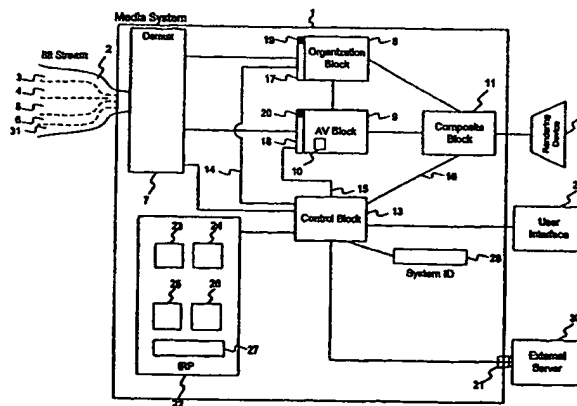 Media System
1
Demux
Bit Stream
2
3
4
5
6
31
7
19
Organization
Block
8
17
20
AV Block
9
18
10
11
Composite
Block
Rendering
Device
14
15
16
Control Block
13
User
Interface
System ID
28
23
24
25
26
27
IRP
22
External
Server
21